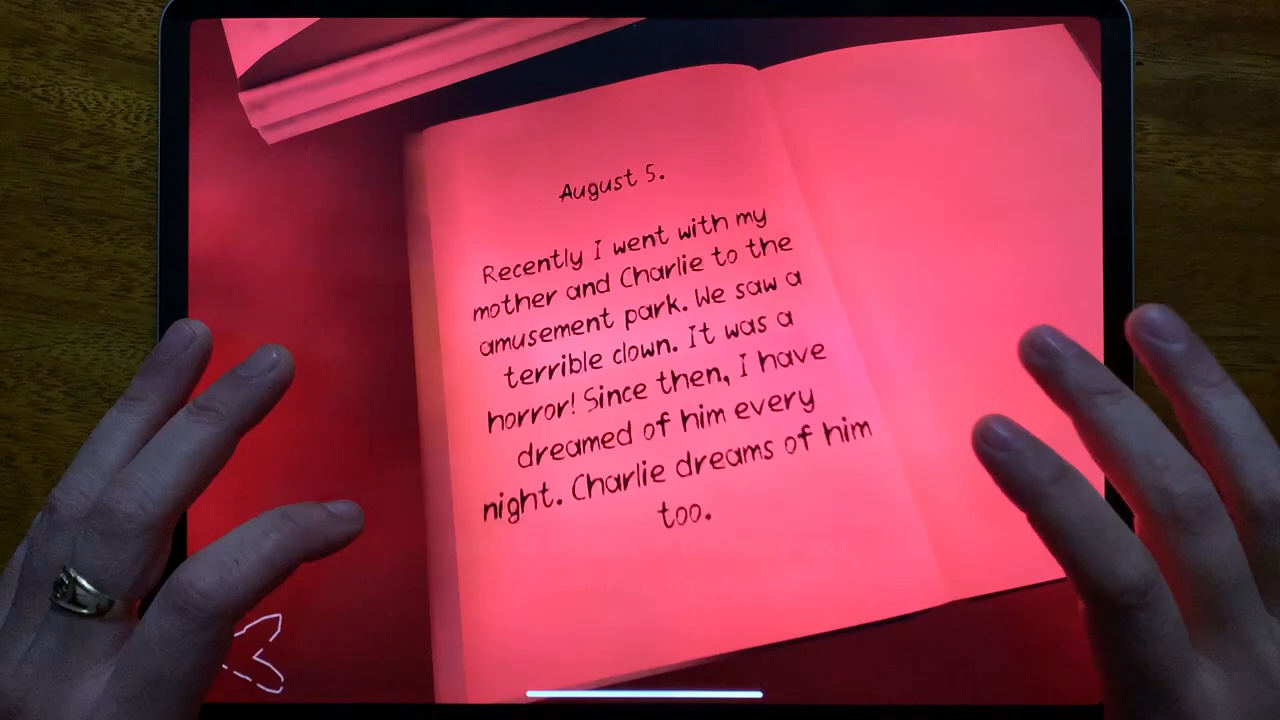 August 5.
Recently I went with my
mother and Charlie to the
amusement park. We saw a
terrible clown. It was a
horror! Since then, I have
dreamed of him every
night. Charlie dreams of him
too.